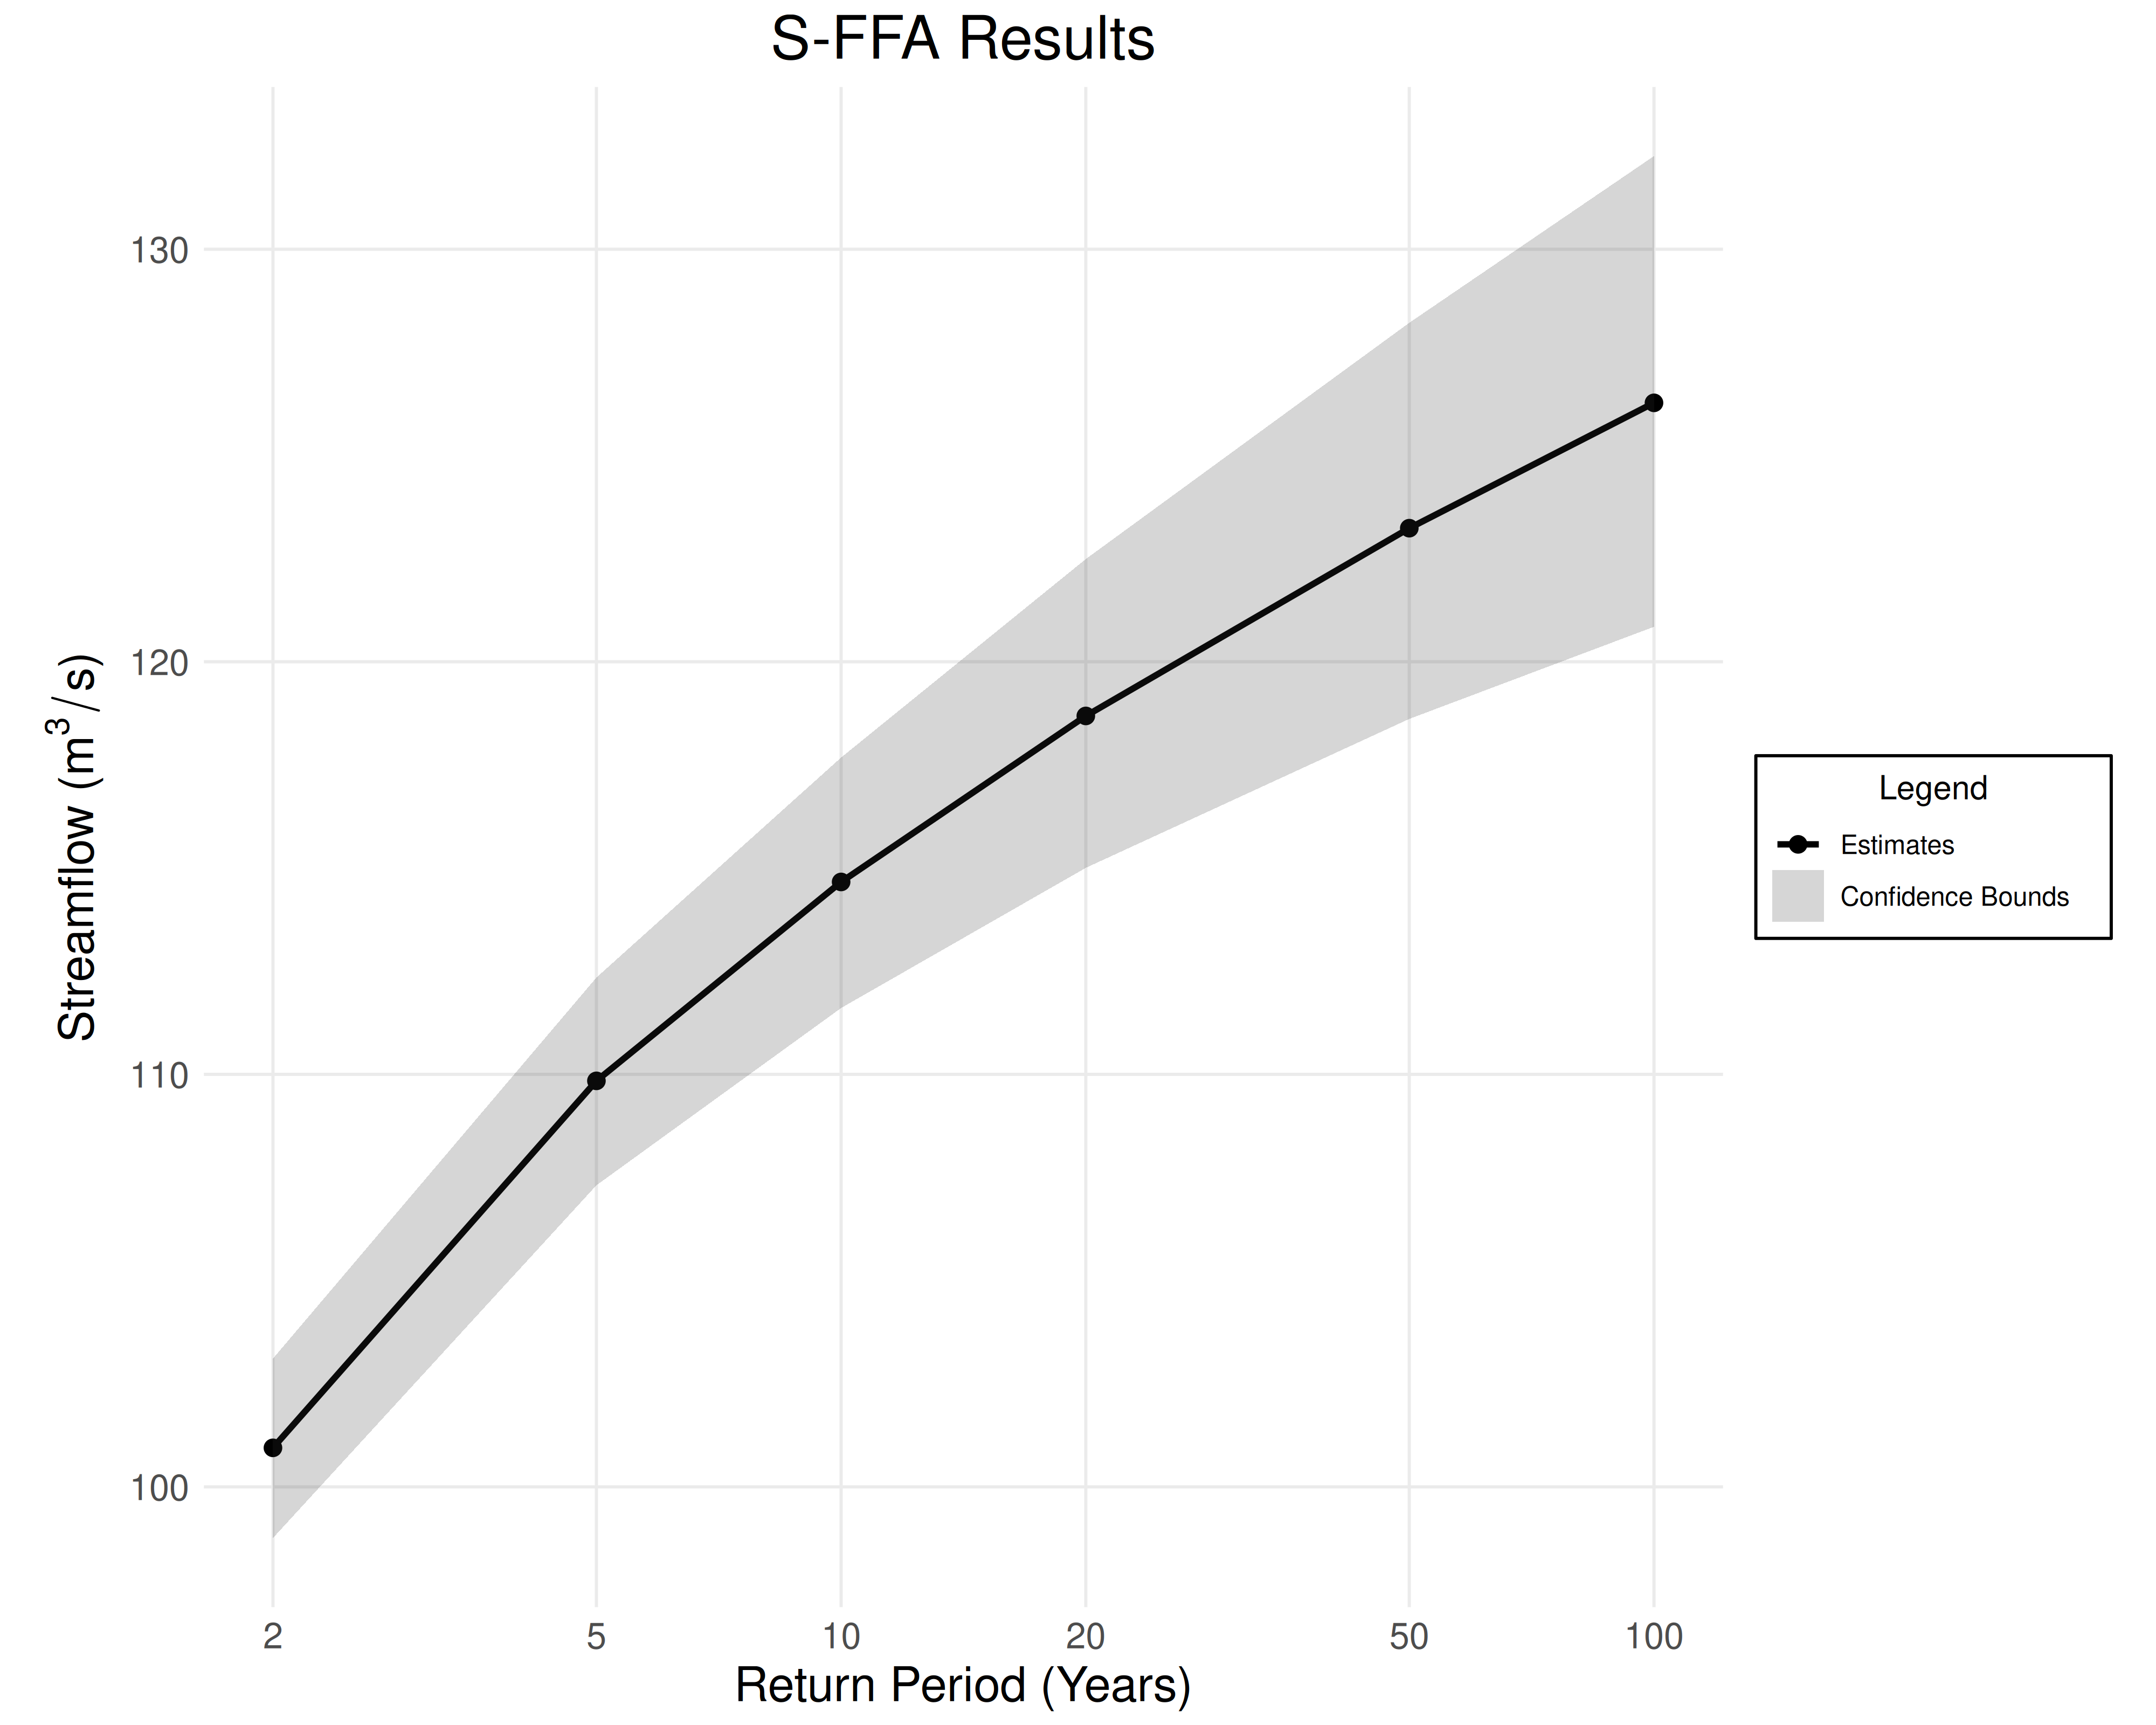 S-FFA Results
Streamflow (m³/s)
130
120
110
100
2 5 10 20 50 100
Return Period (Years)
Legend
Estimates
Confidence Bounds